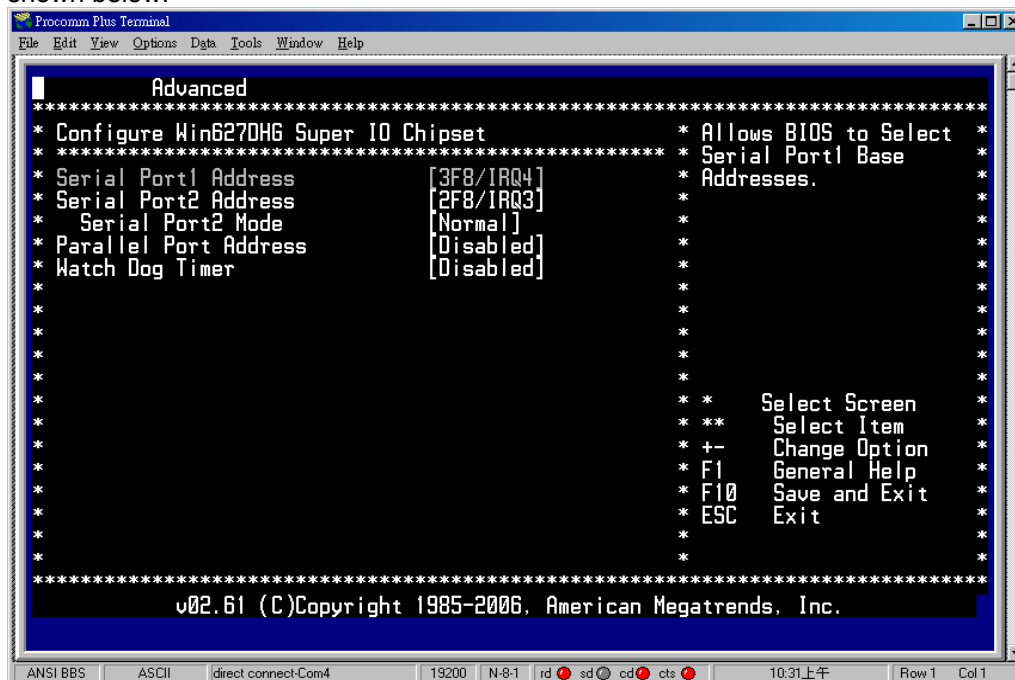 Procomm Plus Terminal
File Edit View Options Data Tools Window Help
Advanced
*********************************************************************************
* Configure Win627DHG Super IO Chipset * Allows BIOS to Select *
* *************************************************** * Serial Port1 Base *
* Serial Port1 Address [3F8/IRQ4] * Addresses. *
* Serial Port2 Address [2F8/IRQ3] * *
* Serial Port2 Mode [Normal] * *
* Parallel Port Address [Disabled] * *
* Watch Dog Timer [Disabled] * *
* * *
* * *
* * *
* * *
* * *
* * * Select Screen *
* * ** Select Item *
* * +- Change Option *
* * F1 General Help *
* * F10 Save and Exit *
* * ESC Exit *
* * *
* * *
*********************************************************************************
v02.61 (C)Copyright 1985-2006, American Megatrends, Inc.
ANSI BBS ASCII direct connect-Com4 19200 N-8-1 rd sd cd cts 10:31上午 Row 1 Col 1